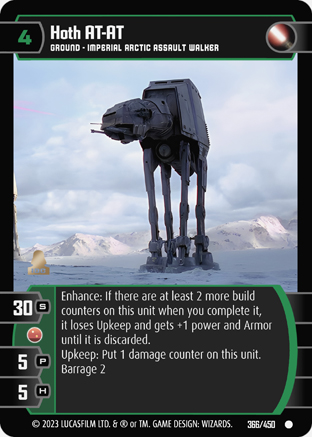 4 Hoth AT-AT
GROUND - IMPERIAL ARCTIC ASSAULT WALKER
30 S
5 P
5 H
Enhance: If there are at least 2 more build
counters on this unit when you complete it,
it loses Upkeep and gets +1 power and Armor
until it is discarded.
Upkeep: Put 1 damage counter on this unit.
Barrage 2
© 2023 LUCASFILM LTD. & ® or TM. GAME DESIGN: WIZARDS. 366/450